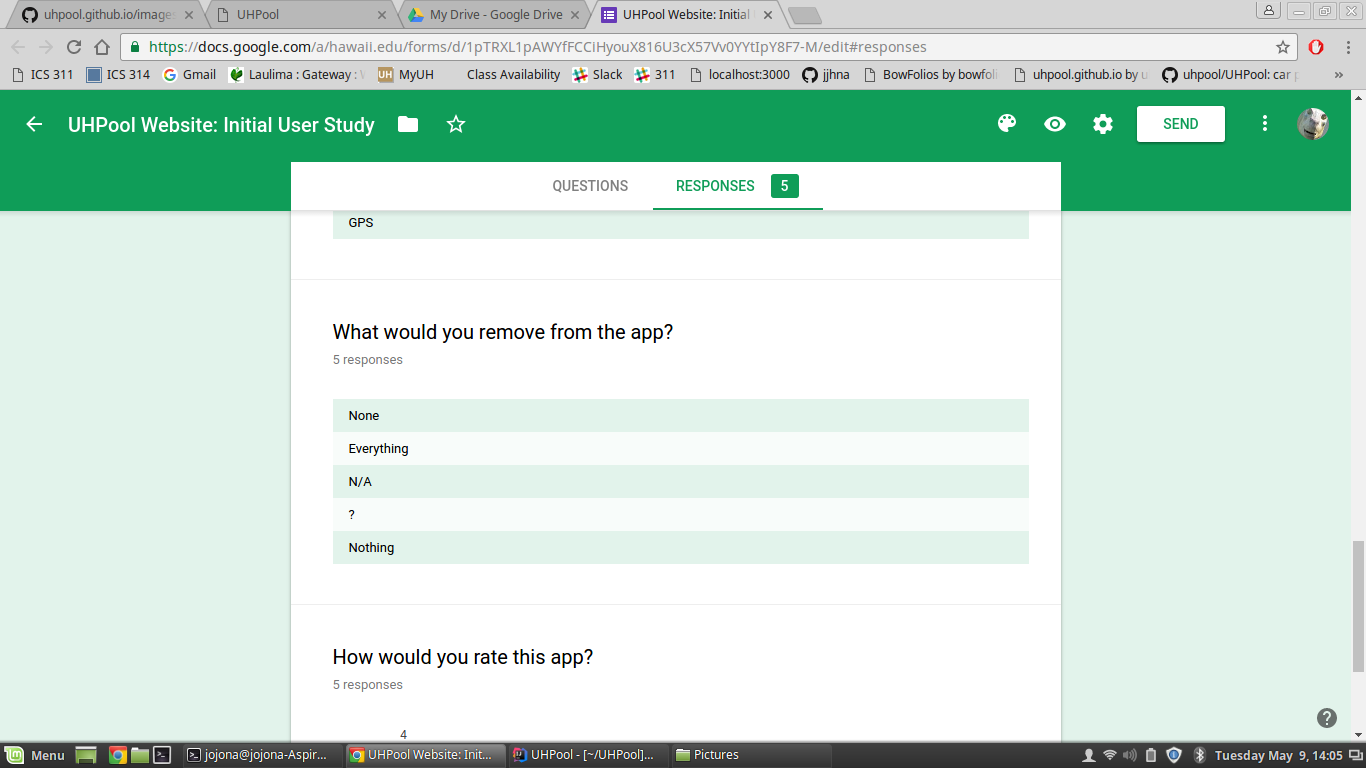 uhpool.github.io/images
UHPool
My Drive - Google Drive
UHPool Website: Initial
https://docs.google.com/a/hawaii.edu/forms/d/1pTRXL1pAWYfFCCiHyouX816U3cX57Vv0YYtIpY8F7-M/edit#responses
ICS 311
ICS 314
Gmail
Laulima : Gateway :
UH MyUH
Class Availability
Slack
311
localhost:3000
jjhna
BowFolios by bowfoli
uhpool.github.io by u
uhpool/UHPool: car p
»
UHPool Website: Initial User Study
SEND
QUESTIONS
RESPONSES 5
GPS
What would you remove from the app?
5 responses
None
Everything
N/A
?
Nothing
How would you rate this app?
5 responses
4
?
Menu
jojona@jojona-Aspir...
UHPool Website: Init...
UHPool - [~/UHPool]...
Pictures
Tuesday May 9, 14:05